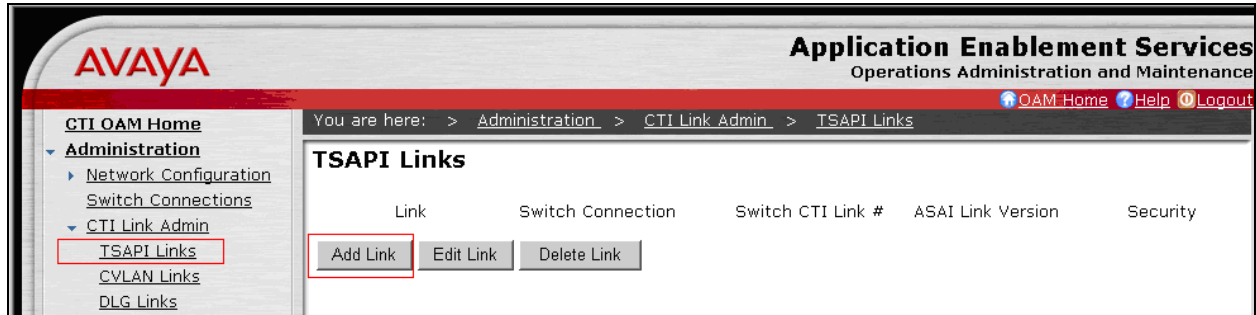 AVAYA
Application Enablement Services
Operations Administration and Maintenance
OAM Home Help Logout
CTI OAM Home
Administration
Network Configuration
Switch Connections
CTI Link Admin
TSAPI Links
CVLAN Links
DLG Links
You are here: > Administration > CTI Link Admin > TSAPI Links
TSAPI Links
Link Switch Connection Switch CTI Link # ASAI Link Version Security
Add Link Edit Link Delete Link